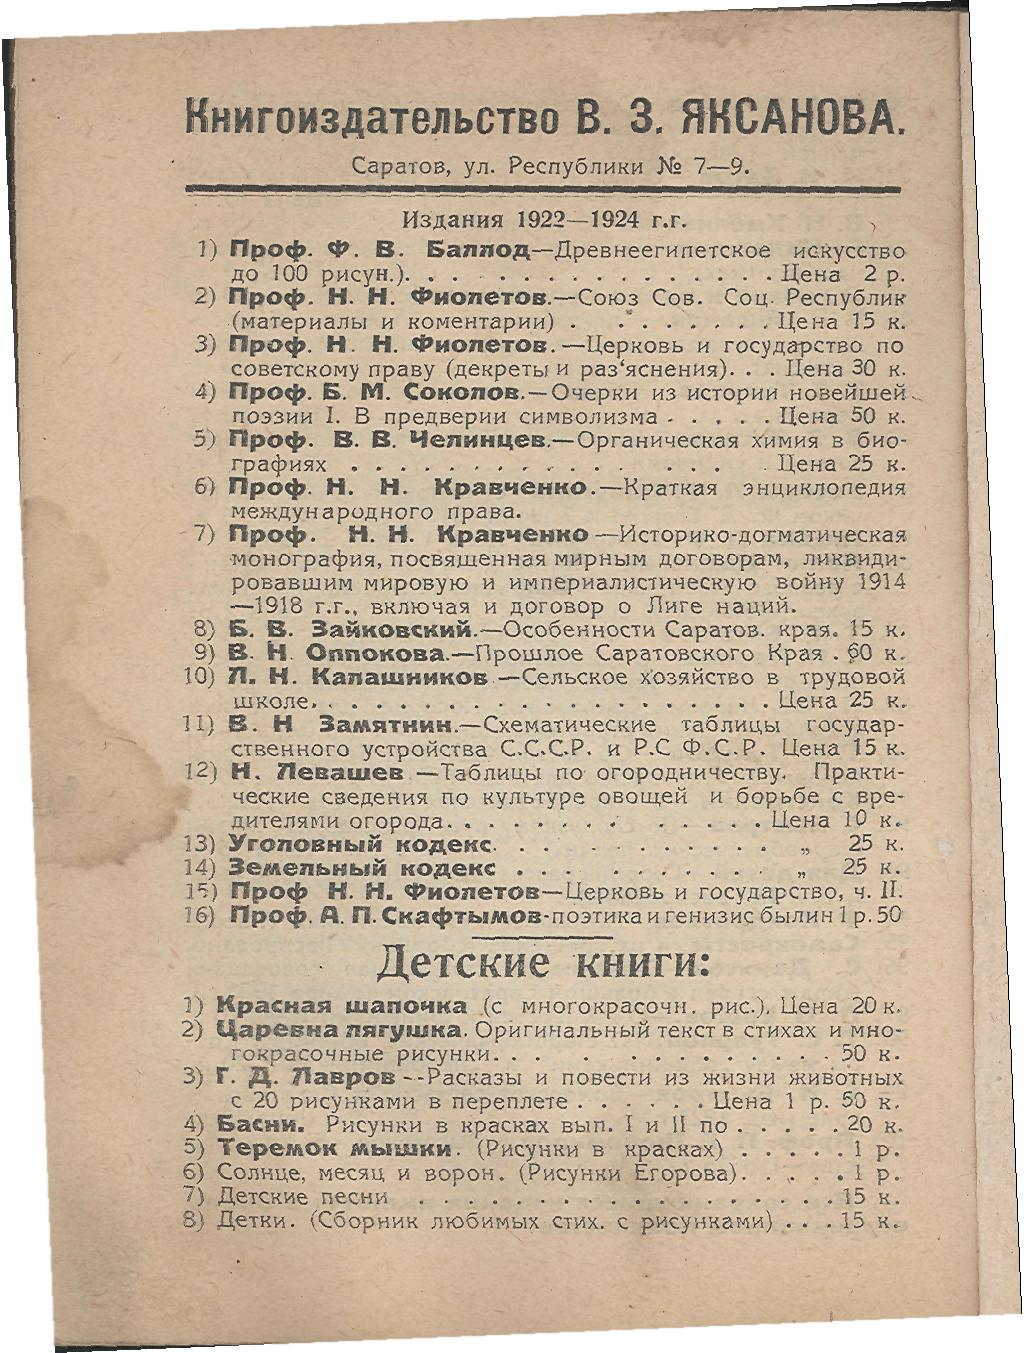 Книгоиздательство В. З. ЯКСАНОВА.
Саратов, ул. Республики № 7—9.
Издания 1922—1924 г.г.
1) Проф. Ф. В. Баллод—Древнеегипетское искусство
до 100 рисун.). . . . . . . . . . . . . . . . Цена 2 р.
2) Проф. Н. Н. Фиолетов.—Союз Сов. Соц. Республик
(материалы и коментарии) . . . . . . . . Цена 15 к.
3) Проф. Н. Н. Фиолетов.—Церковь и государство по
советскому праву (декреты и раз‘яснения). . . Цена 30 к.
4) Проф. Б. М. Соколов.—Очерки из истории новейшей
поэзии I. В предверии символизма . . . . . Цена 50 к.
5) Проф. В. В. Челинцев.—Органическая химия в био-
графиях . . . . . . . . . . . . . . . . Цена 25 к.
6) Проф. Н. Н. Кравченко.—Краткая энциклопедия
международного права.
7) Проф. Н. Н. Кравченко—Историко-догматическая
монография, посвященная мирным договорам, ликвиди-
ровавшим мировую и империалистическую войну 1914
—1918 г.г., включая и договор о Лиге наций.
8) Б. В. Зайковский.—Особенности Саратов. края. 15 к.
9) В. Н. Оппокова.—Прошлое Саратовского Края . 60 к.
10) Л. Н. Калашников.—Сельское хозяйство в трудовой
школе. . . . . . . . . . . . . . . . . . . Цена 25 к.
11) В. Н Замятнин.—Схематические таблицы государ-
ственного устройства С.С.С.Р. и Р.С Ф.С.Р. Цена 15 к.
12) Н. Левашев.—Таблицы по огородничеству. Практи-
ческие сведения по культуре овощей и борьбе с вре-
дителями огорода. . . . . . . . . . . . . Цена 10 к.
13) Уголовный кодекс. . . . . . . . . . . . „ 25 к.
14) Земельный кодекс . . . . . . . . . . . „ 25 к.
15) Проф Н. Н. Фиолетов—Церковь и государство, ч. II.
16) Проф. А. П. Скафтымов-поэтика и генизис былин 1 р. 50
Детские книги:
1) Красная шапочка (с многокрасочн. рис.). Цена 20 к.
2) Царевна лягушка. Оригинальный текст в стихах и мно-
гокрасочные рисунки. . . . . . . . . . . . . . 50 к.
3) Г. Д. Лавров--Расказы и повести из жизни животных
с 20 рисунками в переплете . . . . . . Цена 1 р. 50 к.
4) Басни. Рисунки в красках вып. I и II по . . . . . 20 к.
5) Теремок мышки. (Рисунки в красках) . . . . . . 1 р.
6) Солнце, месяц и ворон. (Рисунки Егорова). . . . . 1 р.
7) Детские песни . . . . . . . . . . . . . . . . . 15 к.
8) Детки. (Сборник любимых стих. с рисунками) . . . 15 к.